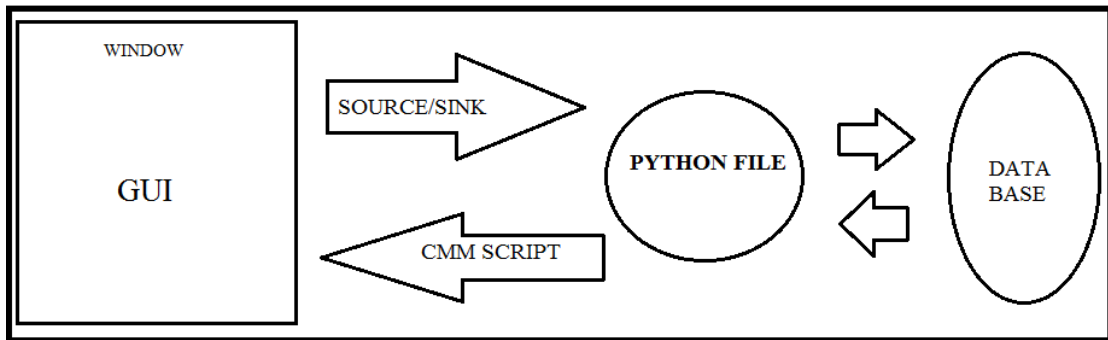 WINDOW
GUI
SOURCE/SINK
CMM SCRIPT
PYTHON FILE
DATA
BASE